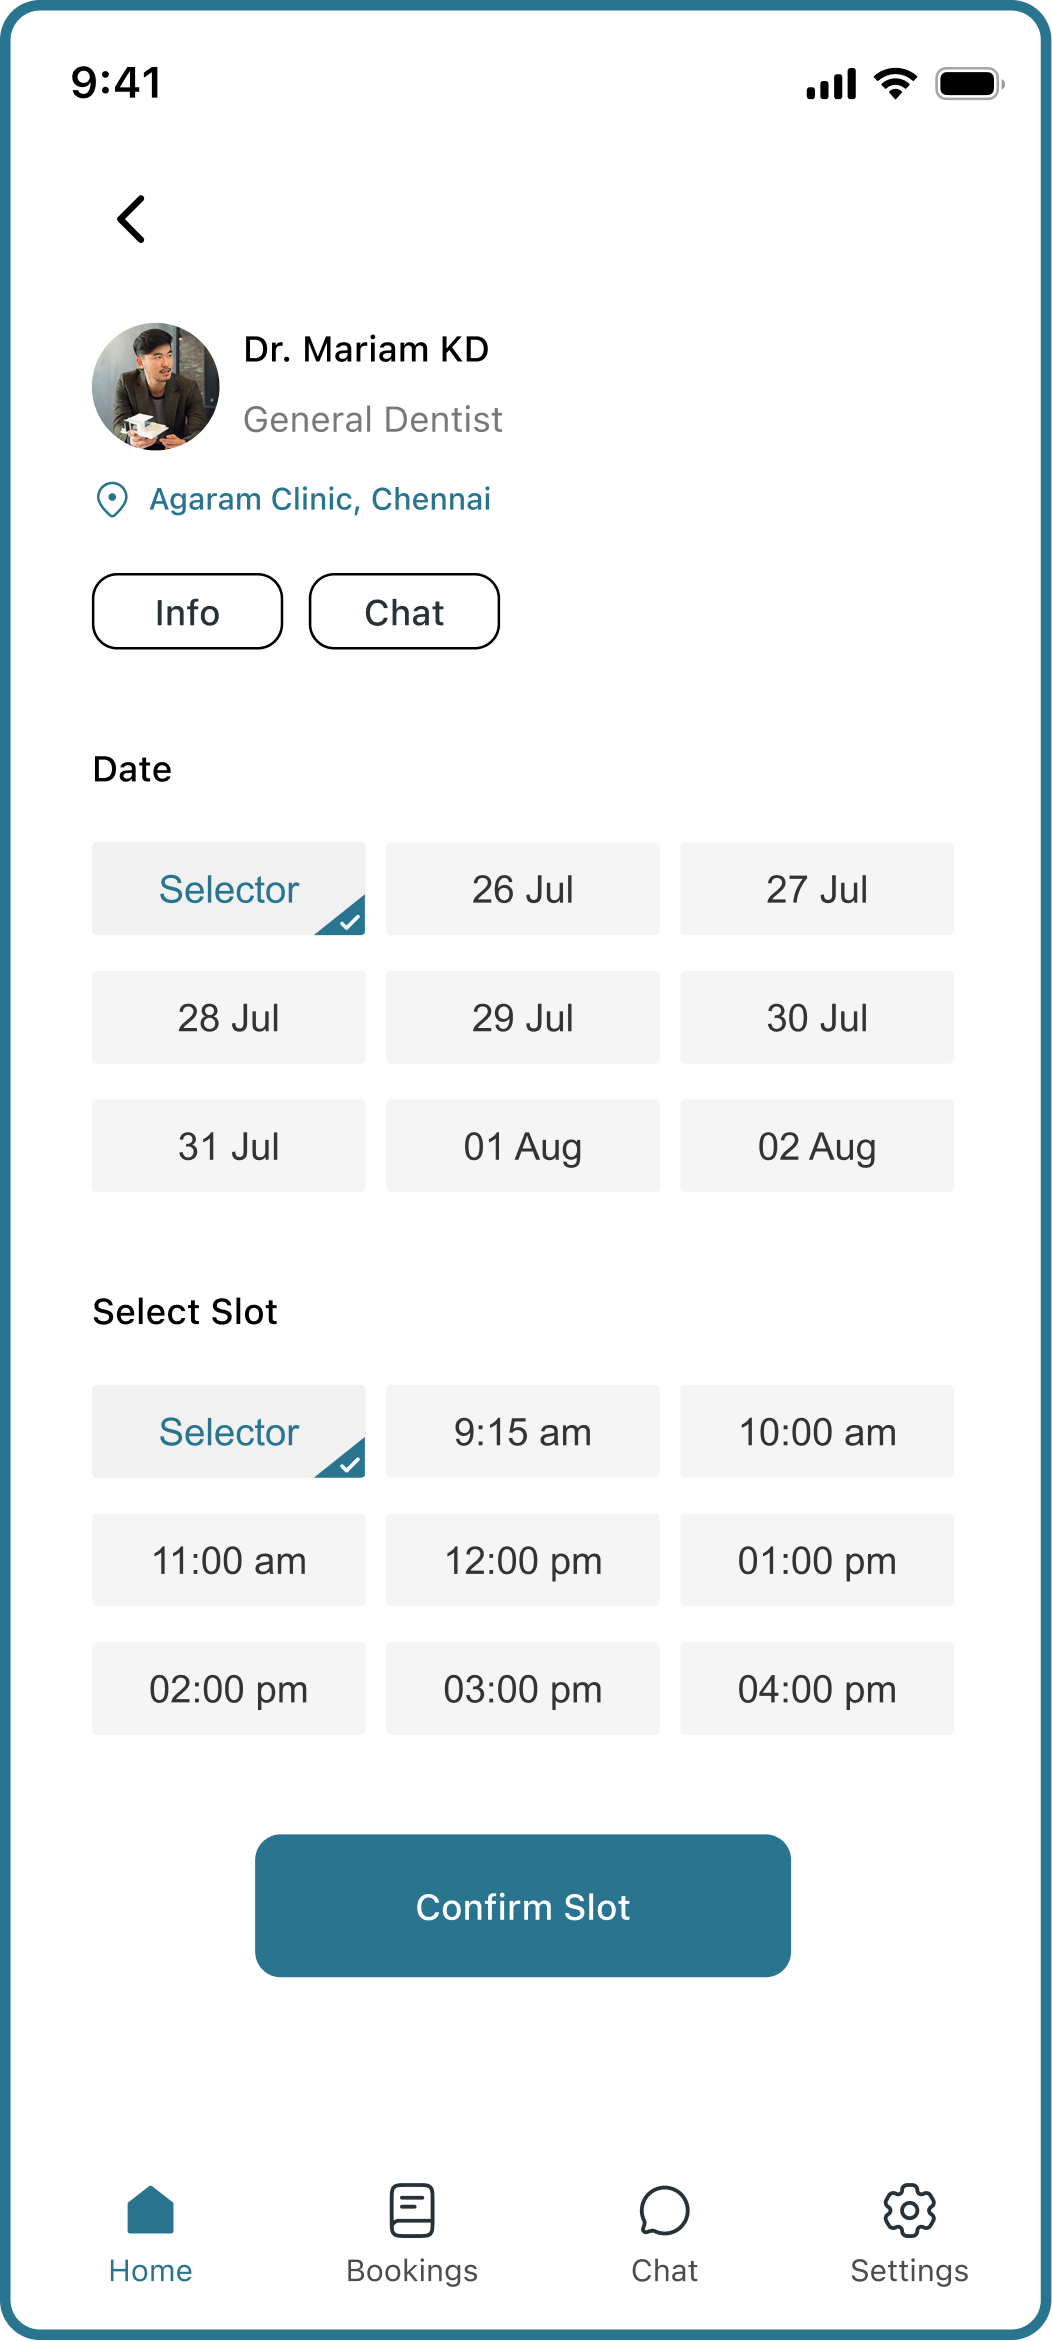 9:41
Dr. Mariam KD
General Dentist
Agaram Clinic, Chennai
Info Chat
Date
Selector 26 Jul 27 Jul
28 Jul 29 Jul 30 Jul
31 Jul 01 Aug 02 Aug
Select Slot
Selector 9:15 am 10:00 am
11:00 am 12:00 pm 01:00 pm
02:00 pm 03:00 pm 04:00 pm
Confirm Slot
Home Bookings Chat Settings